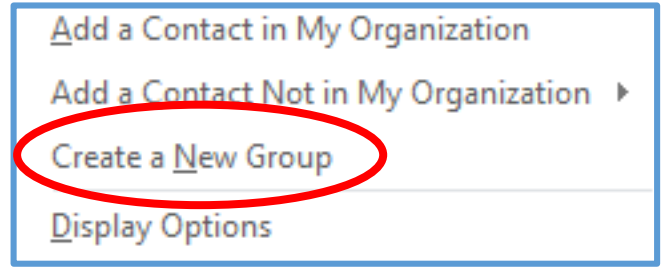 Add a Contact in My Organization
Add a Contact Not in My Organization
Create a New Group
Display Options